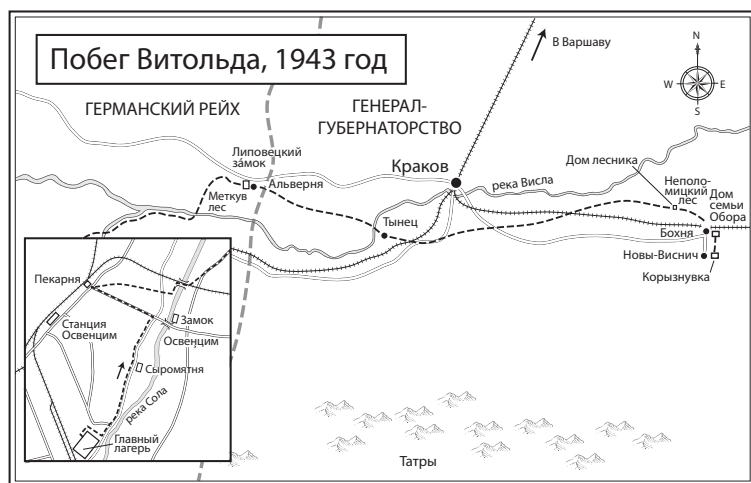 Побег Витольда, 1943 год
В Варшаву
N
W
E
S
ГЕРМАНСКИЙ РЕЙХ
ГЕНЕРАЛ-
ГУБЕРНАТОРСТВО
Липовецкий
за́мок
Альверня
Меткув
лес
Краков
река Висла
Дом лесника
Неполо-
мицкий
лес
Дом
семьи
Обора
Тынец
Бохня
Новы-Виснич
Корызнувка
Пекарня
Станция
Освенцим
Замок
Освенцим
Сыромятня
река Сола
Главный
лагерь
Татры